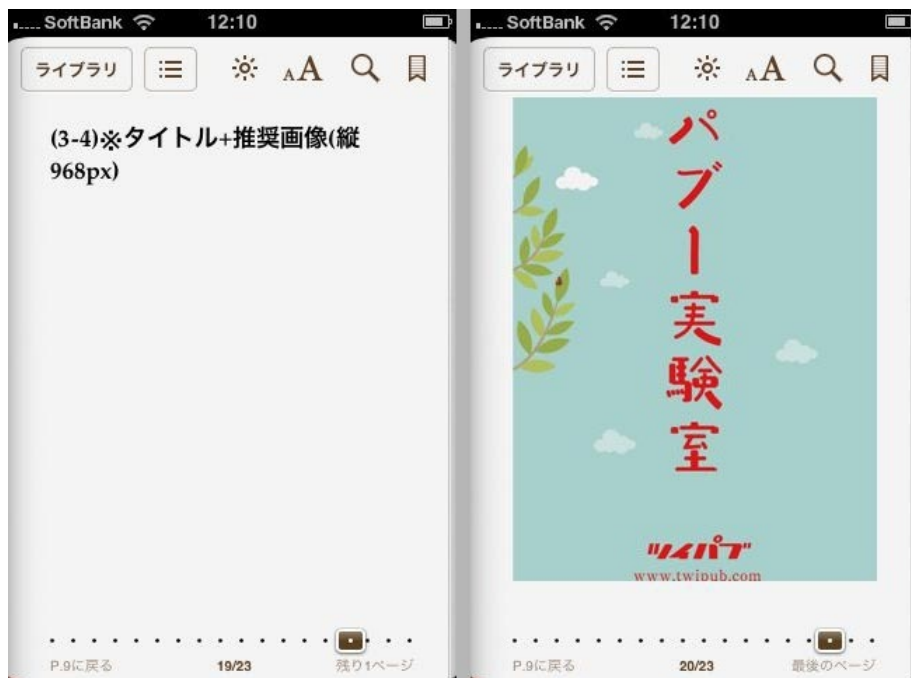 SoftBank 12:10
ライブラリ AA
(3-4)※タイトル+推奨画像(縦
968px)
P.9に戻る 19/23 残り1ページ
SoftBank 12:10
ライブラリ AA
パブー実験室
ツイパブ
www.twipub.com
P.9に戻る 20/23 最後のページ